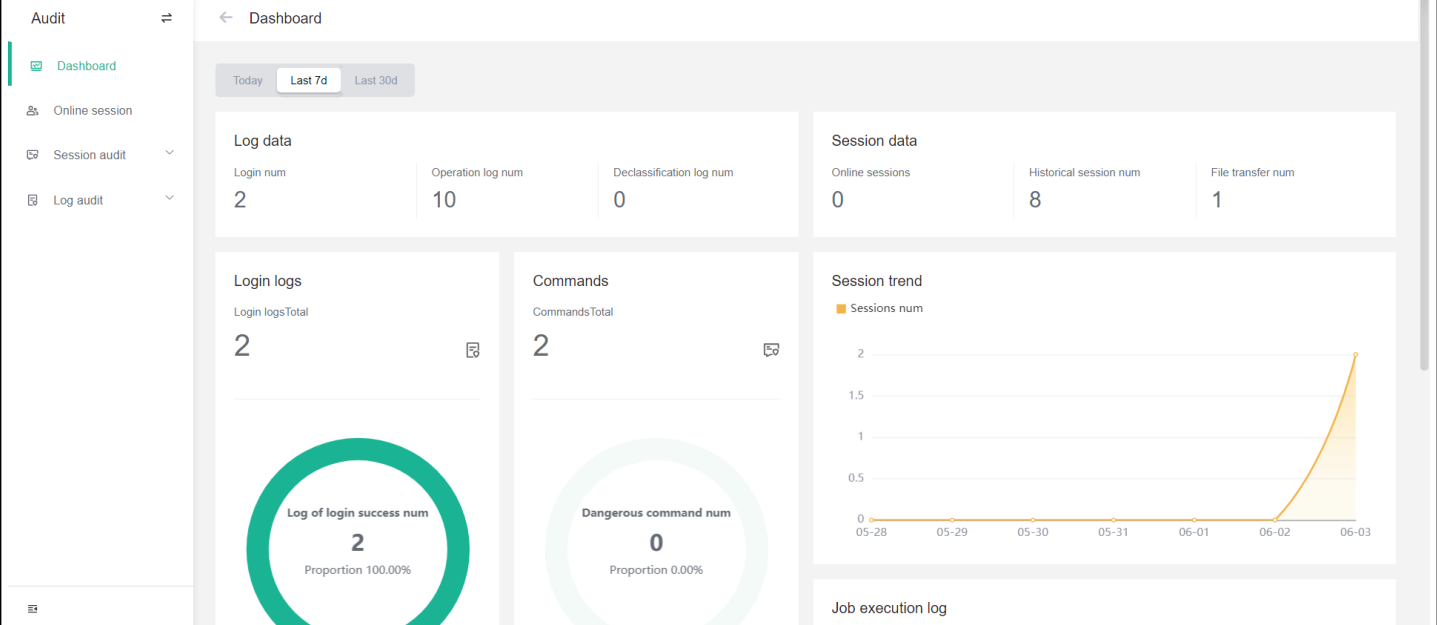 Audit
Dashboard
Online session
Session audit
Log audit
Dashboard
Today Last 7d Last 30d
Log data
Login num Operation log num Declassification log num
2 10 0
Session data
Online sessions Historical session num File transfer num
0 8 1
Login logs
Login logsTotal
2
Log of login success num
2
Proportion 100.00%
Commands
CommandsTotal
2
Dangerous command num
0
Proportion 0.00%
Session trend
Sessions num
2
1.5
1
0.5
0
05-28 05-29 05-30 05-31 06-01 06-02 06-03
Job execution log